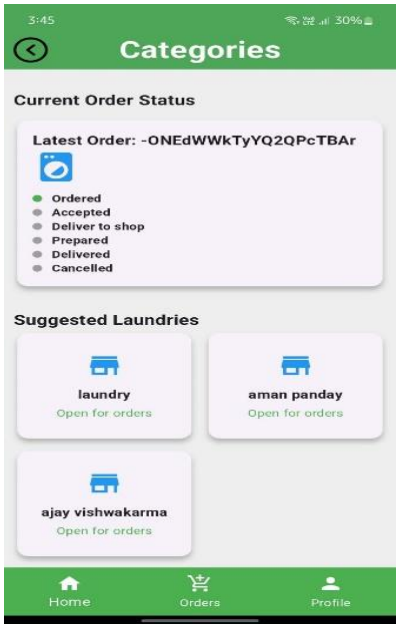 3:45
30%
Categories
Current Order Status
Latest Order: -ONEdWWkTyYQ2QPcTBAr
Ordered
Accepted
Deliver to shop
Prepared
Delivered
Cancelled
Suggested Laundries
laundry
Open for orders
aman panday
Open for orders
ajay vishwakarma
Open for orders
Home
Orders
Profile